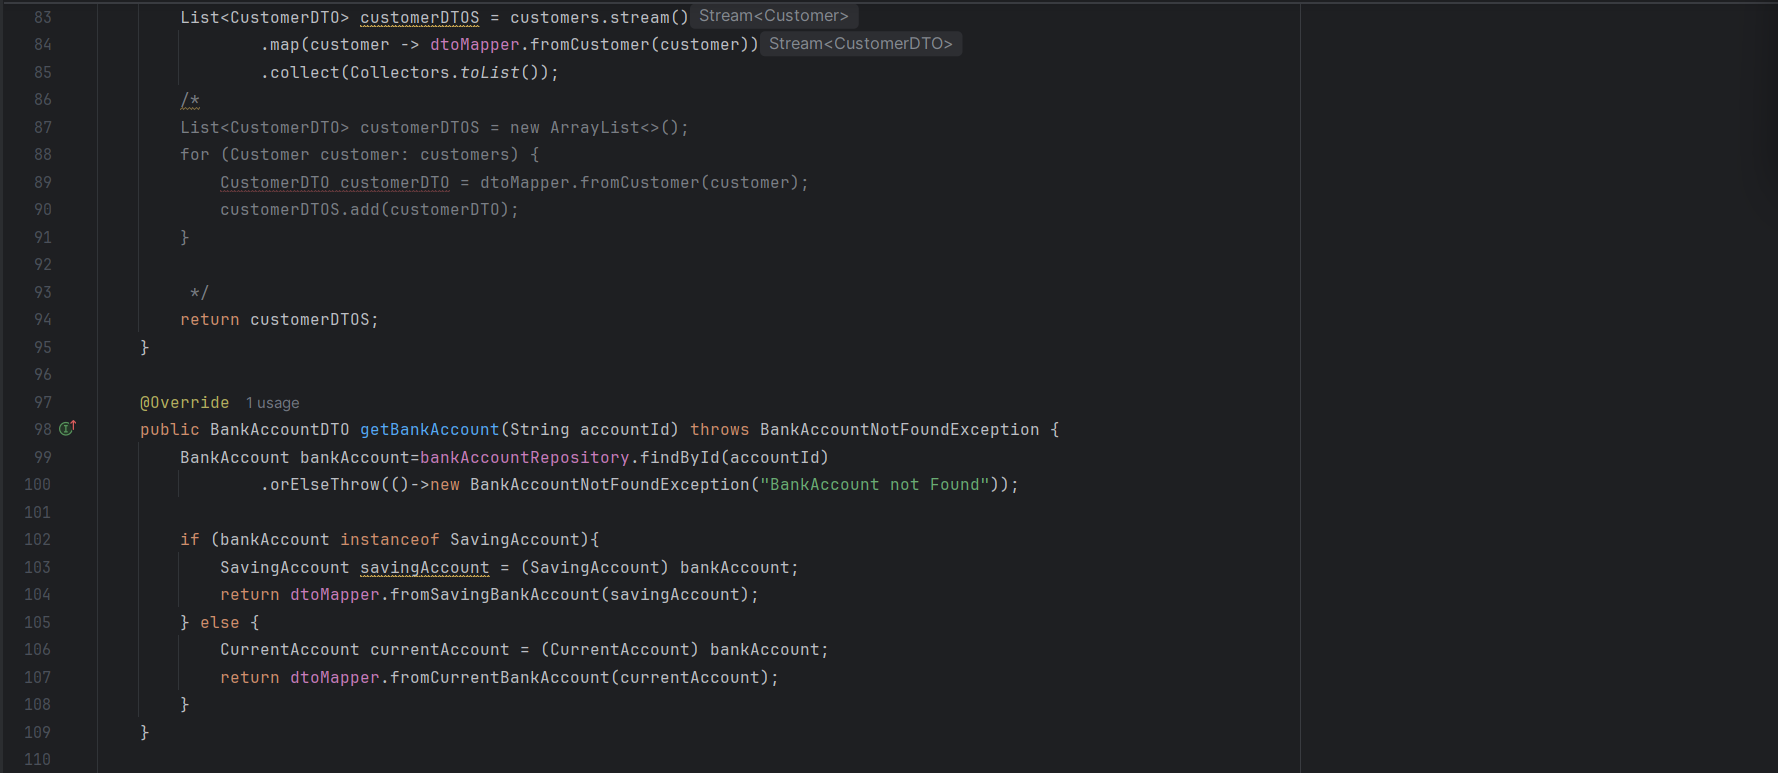 83 List<CustomerDTO> customerDTOS = customers.stream() Stream<Customer>
84 .map(customer -> dtoMapper.fromCustomer(customer)) Stream<CustomerDTO>
85 .collect(Collectors.toList());
86 /*
87 List<CustomerDTO> customerDTOS = new ArrayList<>();
88 for (Customer customer: customers) {
89 CustomerDTO customerDTO = dtoMapper.fromCustomer(customer);
90 customerDTOS.add(customerDTO);
91 }
92
93 */
94 return customerDTOS;
95 }
96
97 @Override 1 usage
98 public BankAccountDTO getBankAccount(String accountId) throws BankAccountNotFoundException {
99 BankAccount bankAccount=bankAccountRepository.findById(accountId)
100 .orElseThrow(()->new BankAccountNotFoundException("BankAccount not Found"));
101
102 if (bankAccount instanceof SavingAccount){
103 SavingAccount savingAccount = (SavingAccount) bankAccount;
104 return dtoMapper.fromSavingBankAccount(savingAccount);
105 } else {
106 CurrentAccount currentAccount = (CurrentAccount) bankAccount;
107 return dtoMapper.fromCurrentBankAccount(currentAccount);
108 }
109 }
110